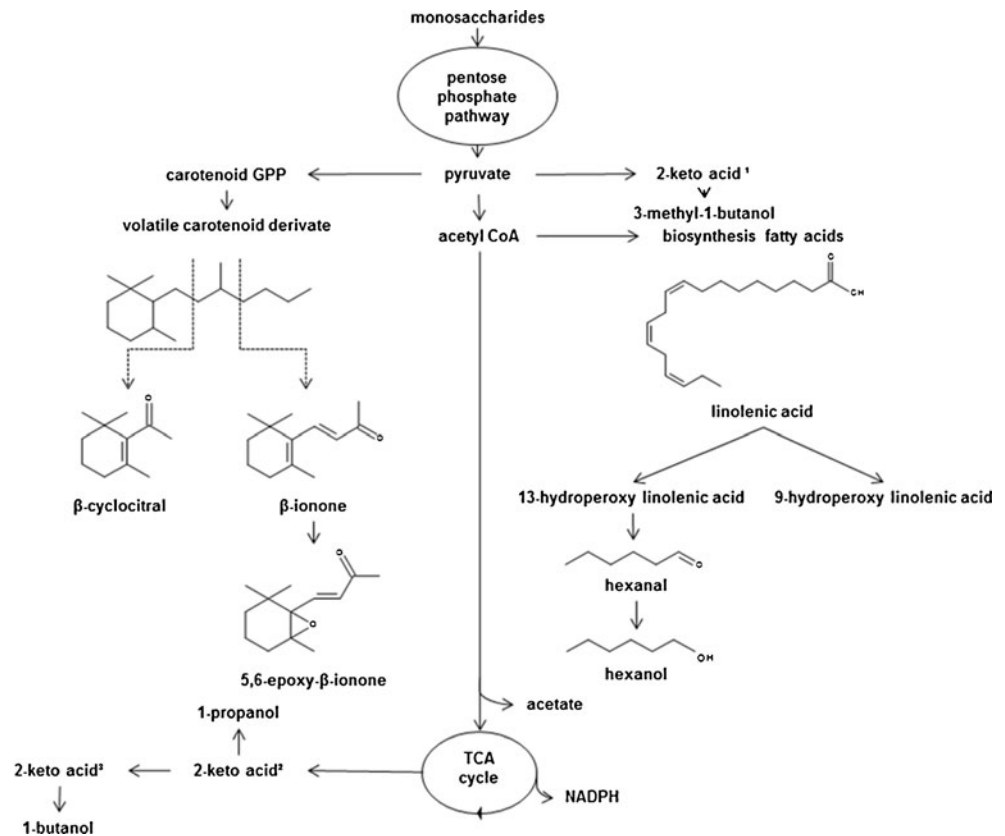 monosaccharides
pentose
phosphate
pathway
carotenoid GPP
pyruvate
2-keto acid ¹
volatile carotenoid derivate
acetyl CoA
3-methyl-1-butanol
biosynthesis fatty acids
O
CH
linolenic acid
O
O
β-cyclocitral
β-ionone
13-hydroperoxy linolenic acid
9-hydroperoxy linolenic acid
O
hexanal
O
O
5,6-epoxy-β-ionone
OH
hexanol
acetate
1-propanol
TCA
cycle
2-keto acid²
2-keto acid²
NADPH
1-butanol